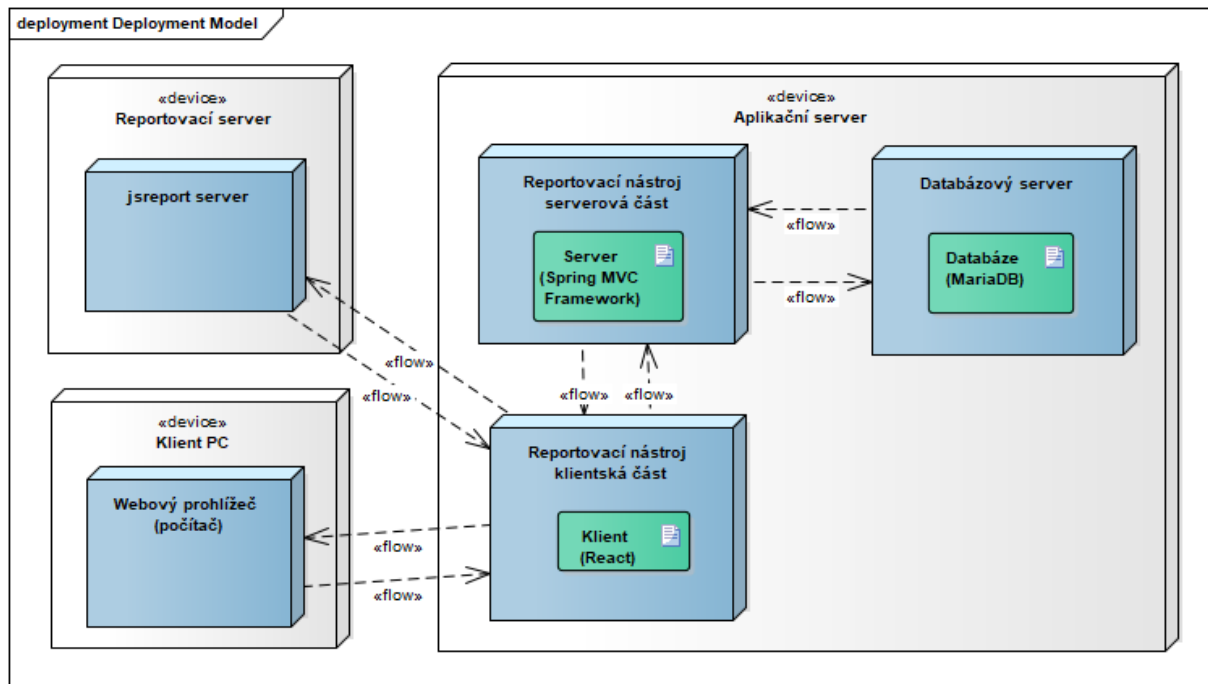 deployment Deployment Model
«device»
Reportovací server
jsreport server
«device»
Aplikační server
Reportovací nástroj
serverová část
Server
(Spring MVC
Framework)
Databázový server
Databáze
(MariaDB)
«flow»
«flow»
«flow»
«flow»
«flow»
«flow»
«device»
Klient PC
Webový prohlížeč
(počítač)
Reportovací nástroj
klientská část
Klient
(React)
«flow»
«flow»